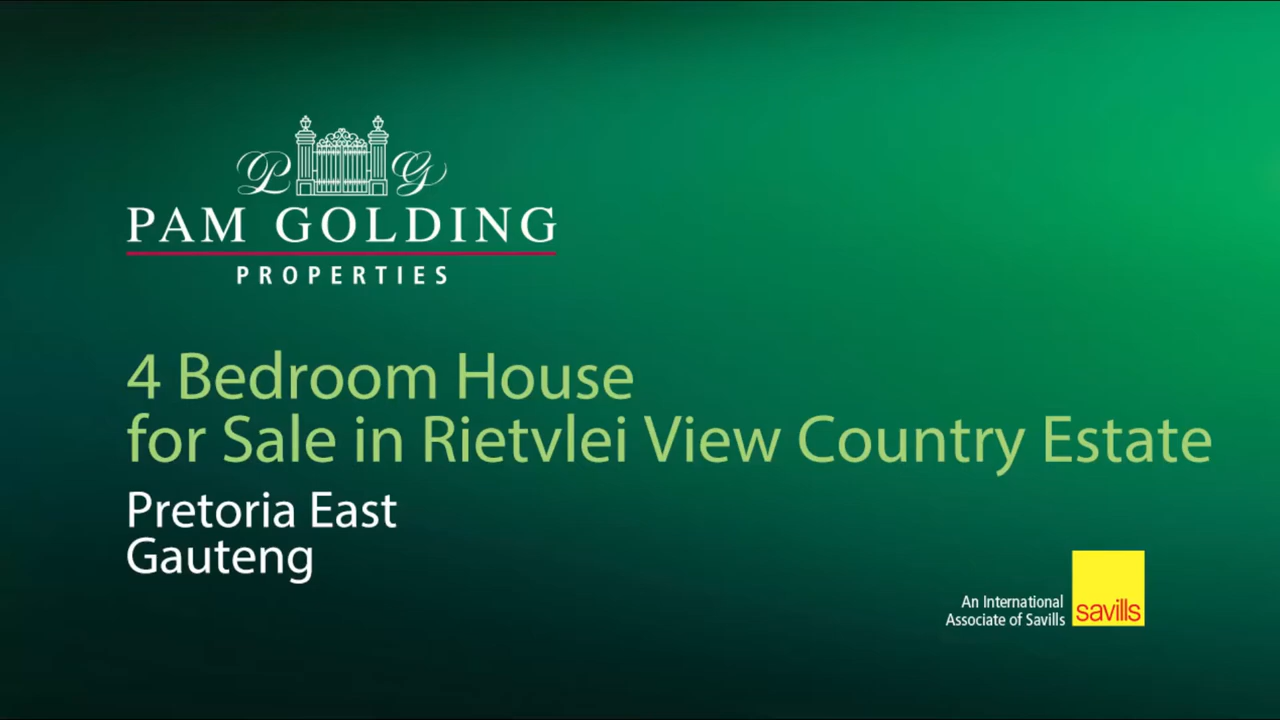 P G
PAM GOLDING
PROPERTIES
4 Bedroom House
for Sale in Rietvlei View Country Estate
Pretoria East
Gauteng
An International
Associate of Savills
savills